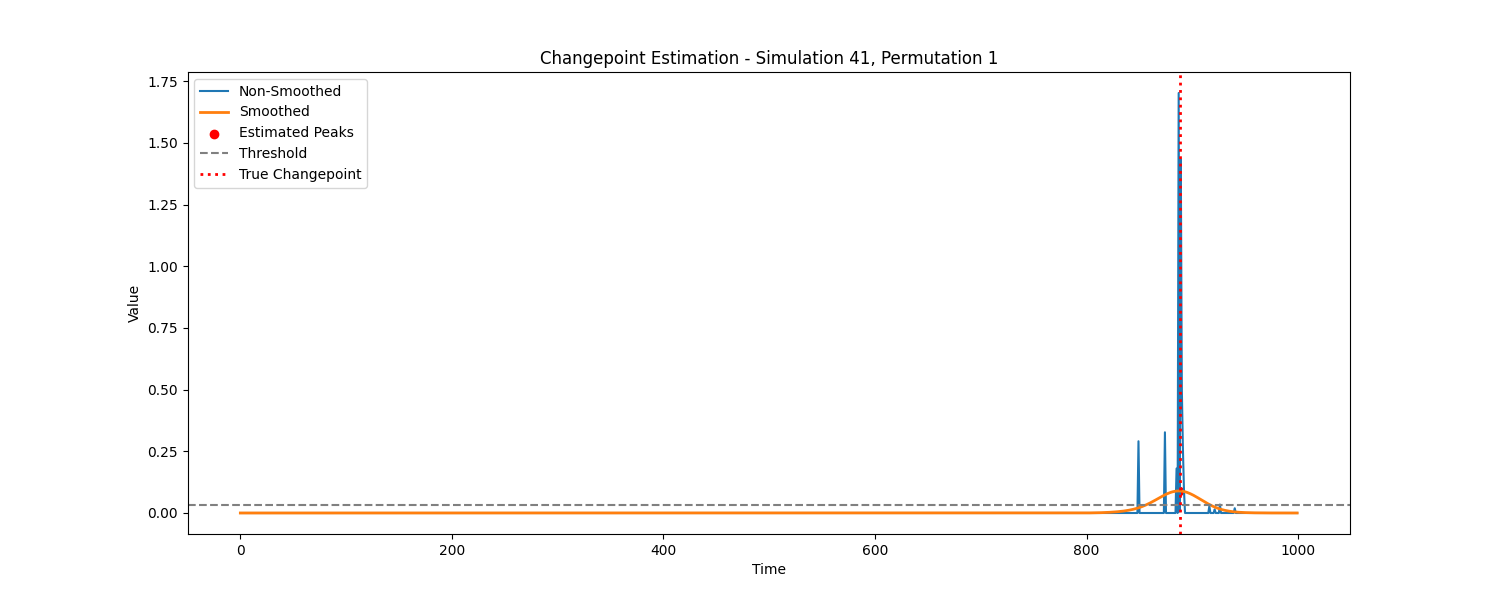 Changepoint Estimation - Simulation 41, Permutation 1
1.75
1.50
1.25
1.00
0.75
0.50
0.25
0.00
Value
Non-Smoothed
Smoothed
Estimated Peaks
Threshold
True Changepoint
0 200 400 600 800 1000
Time